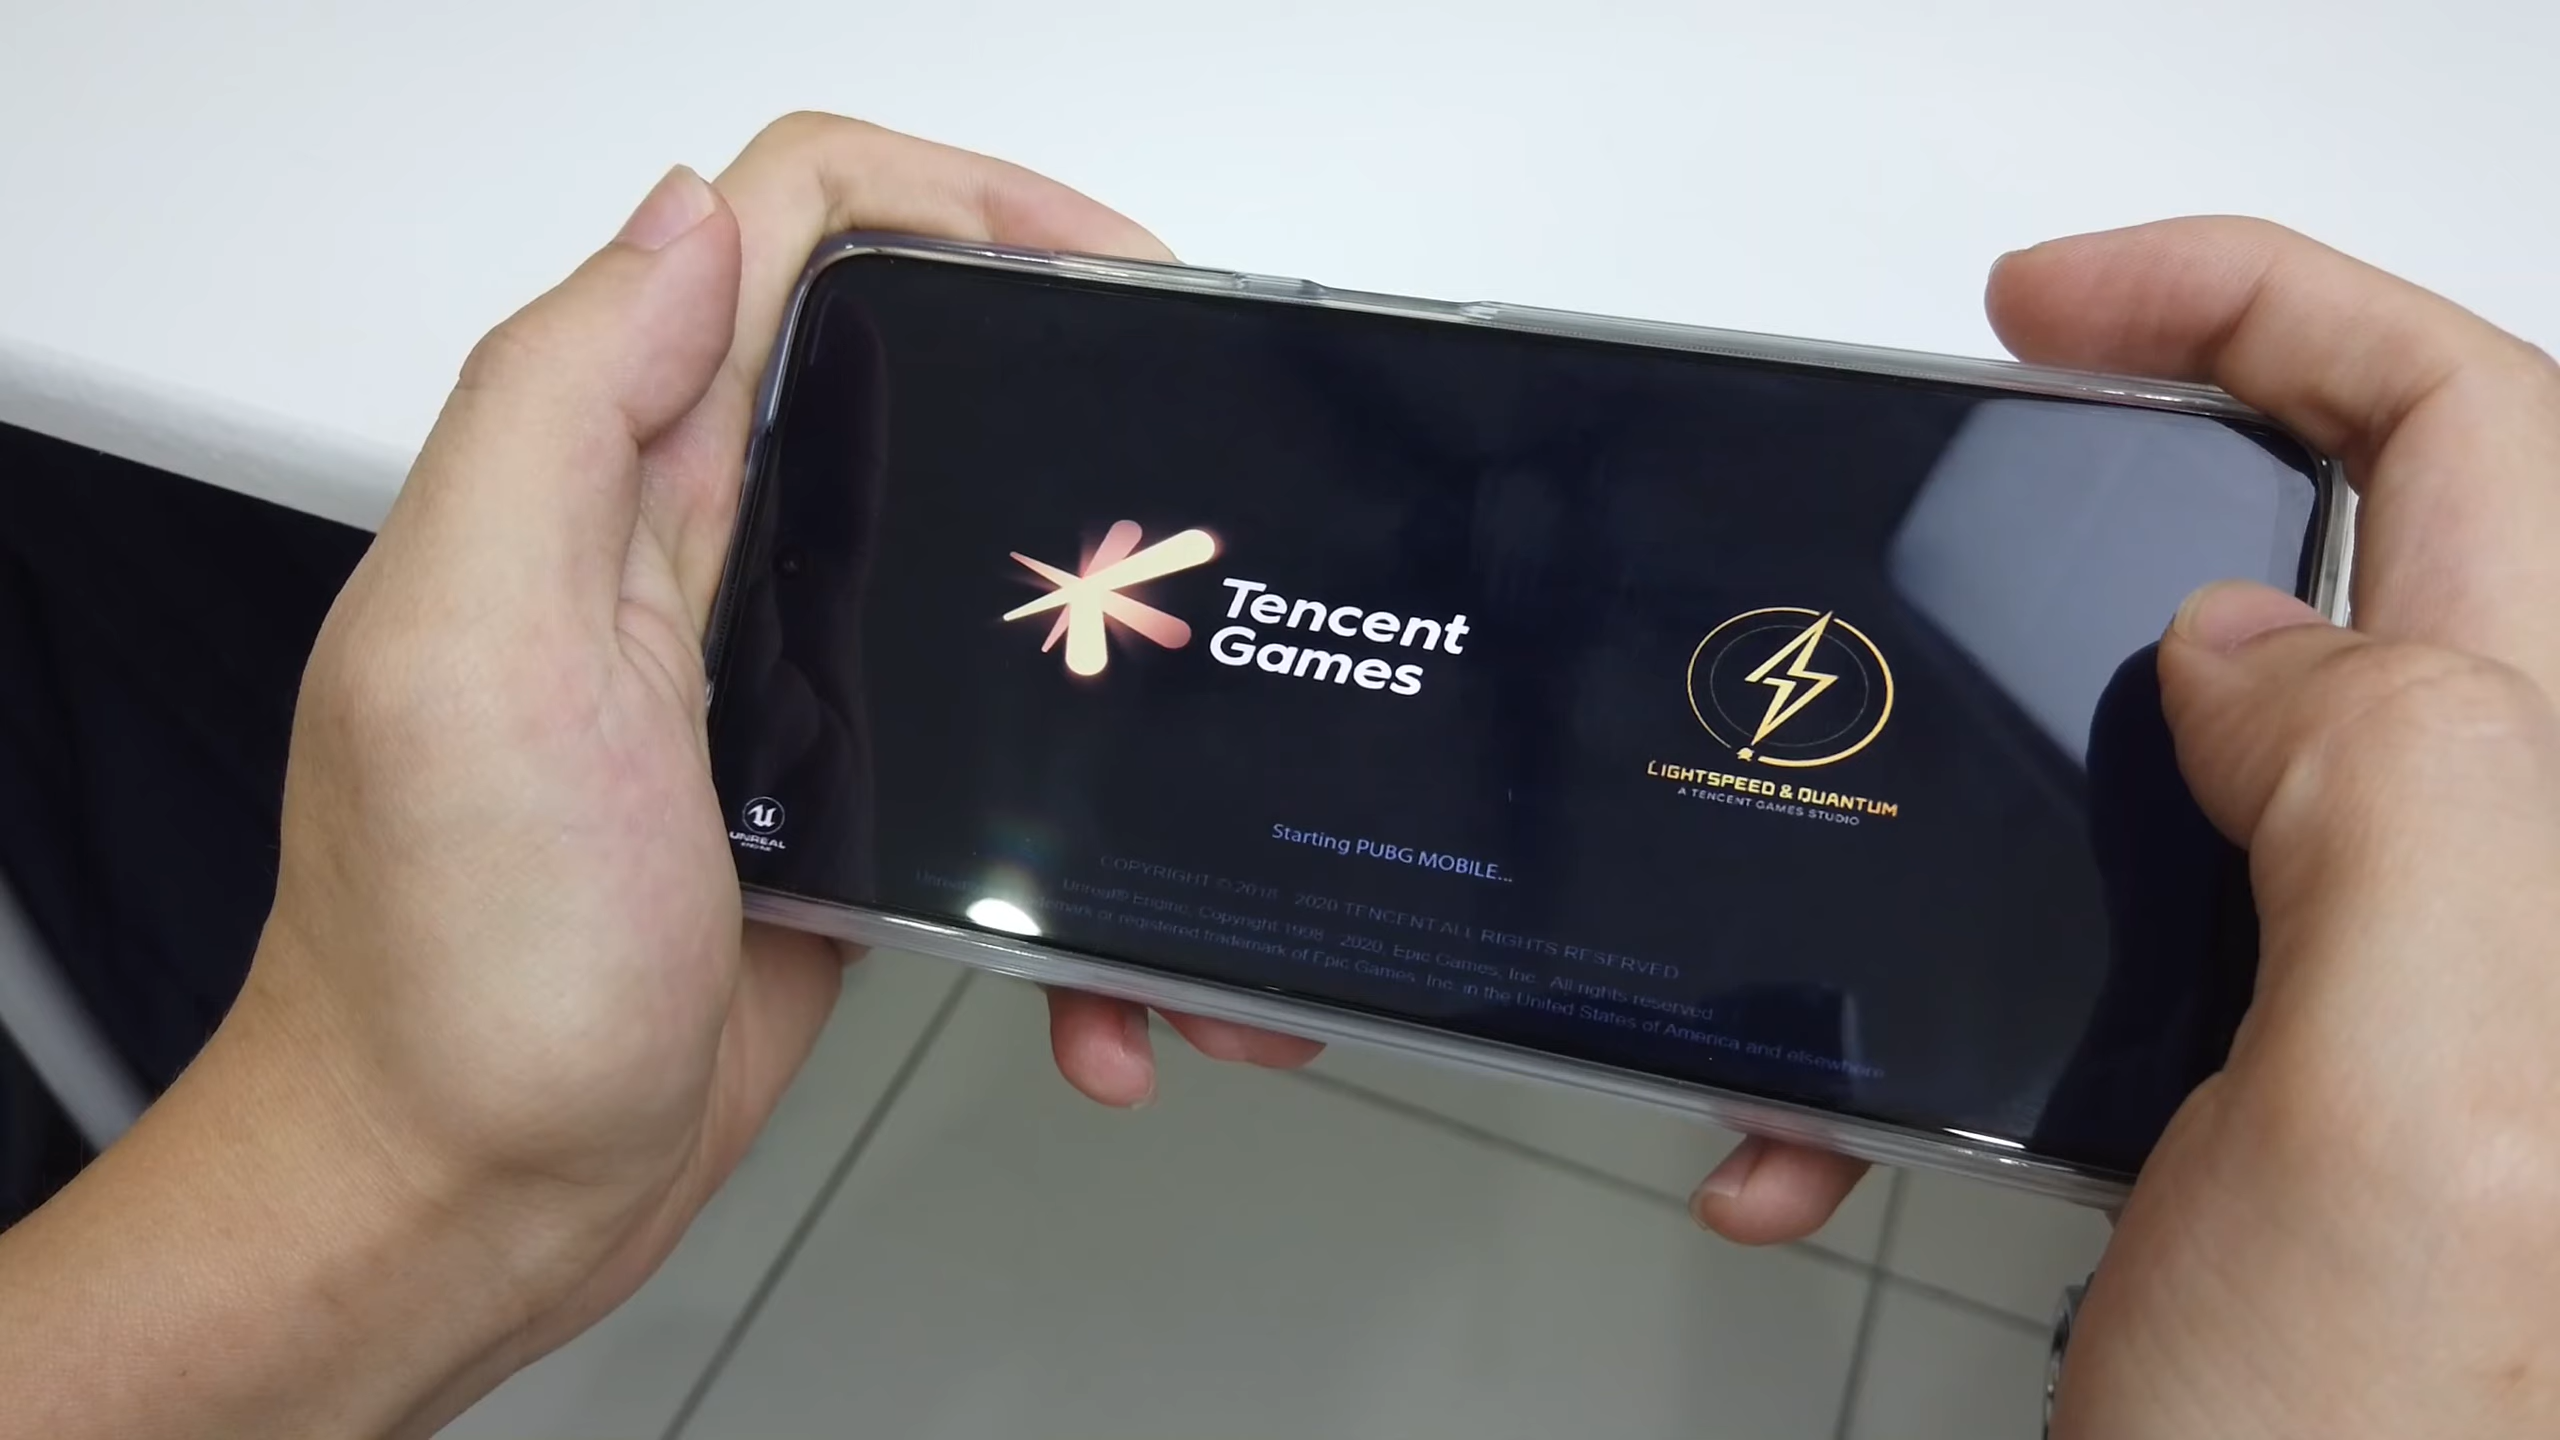 Tencent
Games
LIGHTSPEED & QUANTUM
A TENCENT GAMES STUDIO
UNREAL
ENGINE
Starting PUBG MOBILE...
COPYRIGHT © 2018 2020 TENCENT ALL RIGHTS RESERVED
Unreal® Engine, Copyright 1998 2020, Epic Games, Inc. All rights reserved
Unreal trademark or registered trademark of Epic Games, Inc. in the United States of America and elsewhere